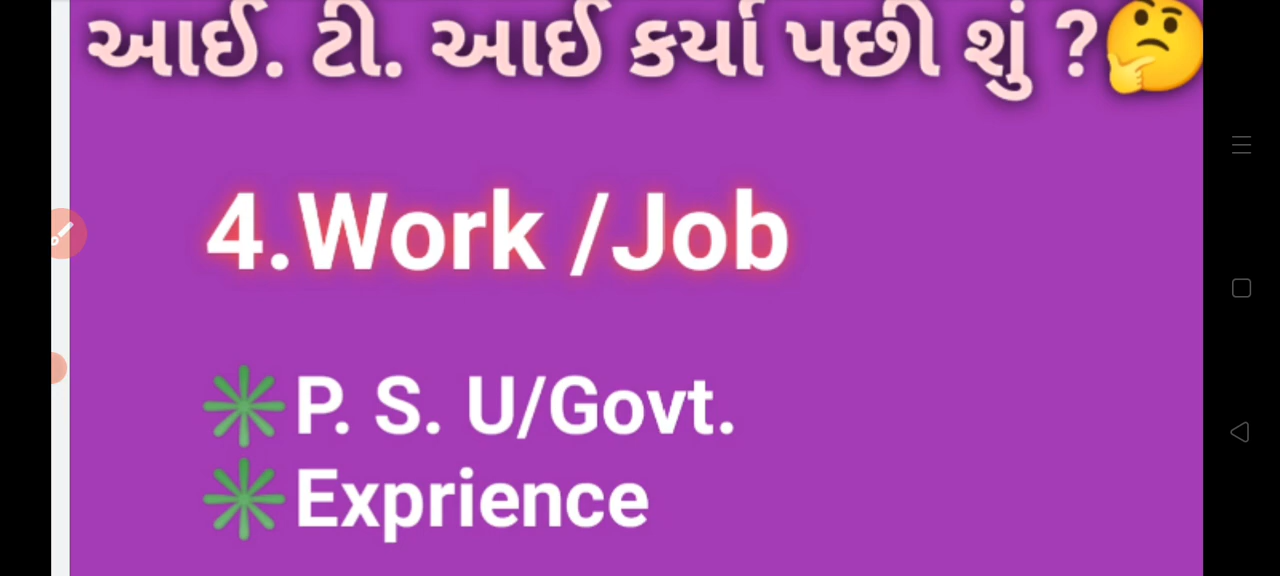 આઈ. ટી. આઈ કર્યા પછી શું ?🤔
4.Work /Job
✳P. S. U/Govt.
✳Exprience